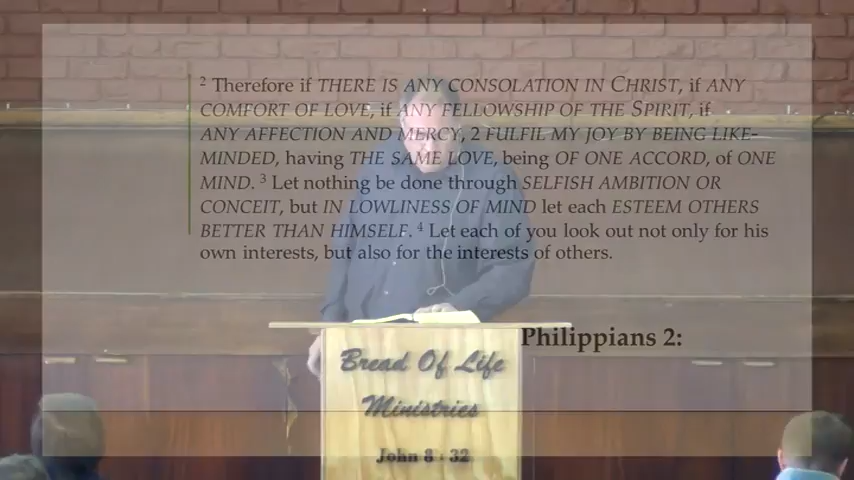 ² Therefore if THERE IS ANY CONSOLATION IN CHRIST, if ANY
COMFORT OF LOVE, if ANY FELLOWSHIP OF THE SPIRIT, if
ANY AFFECTION AND MERCY, 2 FULFIL MY JOY BY BEING LIKE-
MINDED, having THE SAME LOVE, being OF ONE ACCORD, of ONE
MIND. ³ Let nothing be done through SELFISH AMBITION OR
CONCEIT, but IN LOWLINESS OF MIND let each ESTEEM OTHERS
BETTER THAN HIMSELF. ⁴ Let each of you look out not only for his
own interests, but also for the interests of others.
Philippians 2:
Bread Of Life
Ministries
John 8 : 32